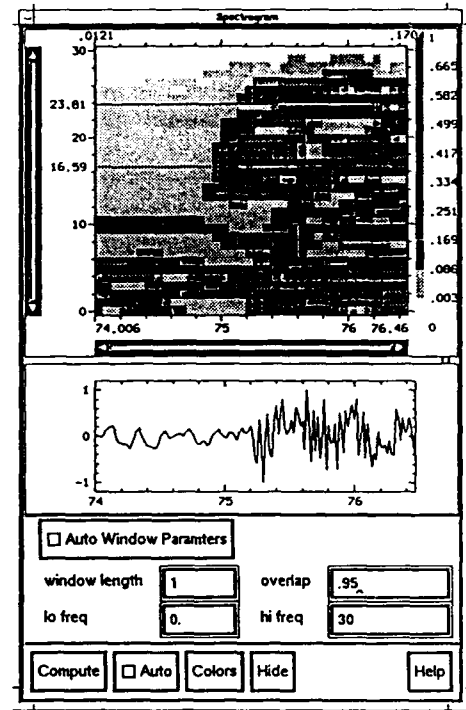 Spectrogram
.0121 .1704 1
30
.665
23.81 .582
20 .499
16.59 .417
.334
10 .251
.169
.086
.003
0
74.006 75 76 76.46 0
1
0
-1
74 75 76
Auto Window Paramters
window length 1 overlap .95
lo freq 0. hi freq 30
Compute Auto Colors Hide Help